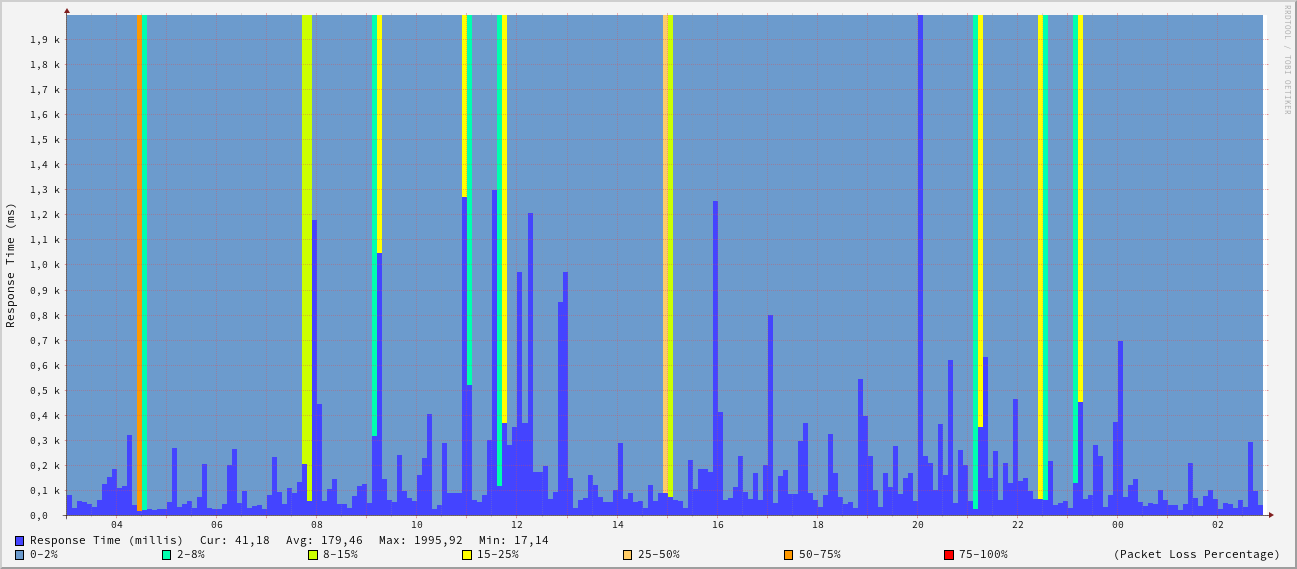 RRDTOOL / TOBI OETIKER
Response Time (ms)
1,9 k
1,8 k
1,7 k
1,6 k
1,5 k
1,4 k
1,3 k
1,2 k
1,1 k
1,0 k
0,9 k
0,8 k
0,7 k
0,6 k
0,5 k
0,4 k
0,3 k
0,2 k
0,1 k
0,0
04 06 08 10 12 14 16 18 20 22 00 02
Response Time (millis) Cur: 41,18 Avg: 179,46 Max: 1995,92 Min: 17,14
0-2% 2-8% 8-15% 15-25% 25-50% 50-75% 75-100% (Packet Loss Percentage)